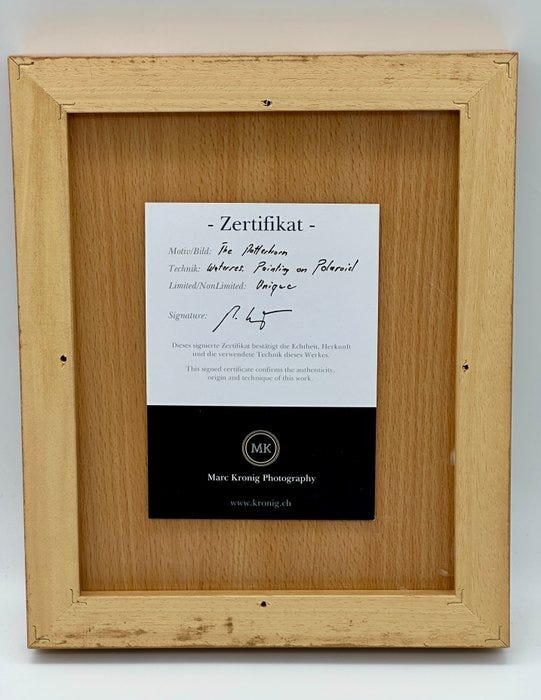 - Zertifikat -
Motiv/Bild: The Matterhorn
Technik: Waterres. Painting on Polaroid
Limited/NonLimited: Unique
Signature:
Dieses signierte Zertifikat bestätigt die Echtheit, Herkunft
und die verwendete Technik dieses Werkes.
This signed certificate confirms the authenticity,
origin and technique of this work.
MK
Marc Kronig Photography
www.kronig.ch